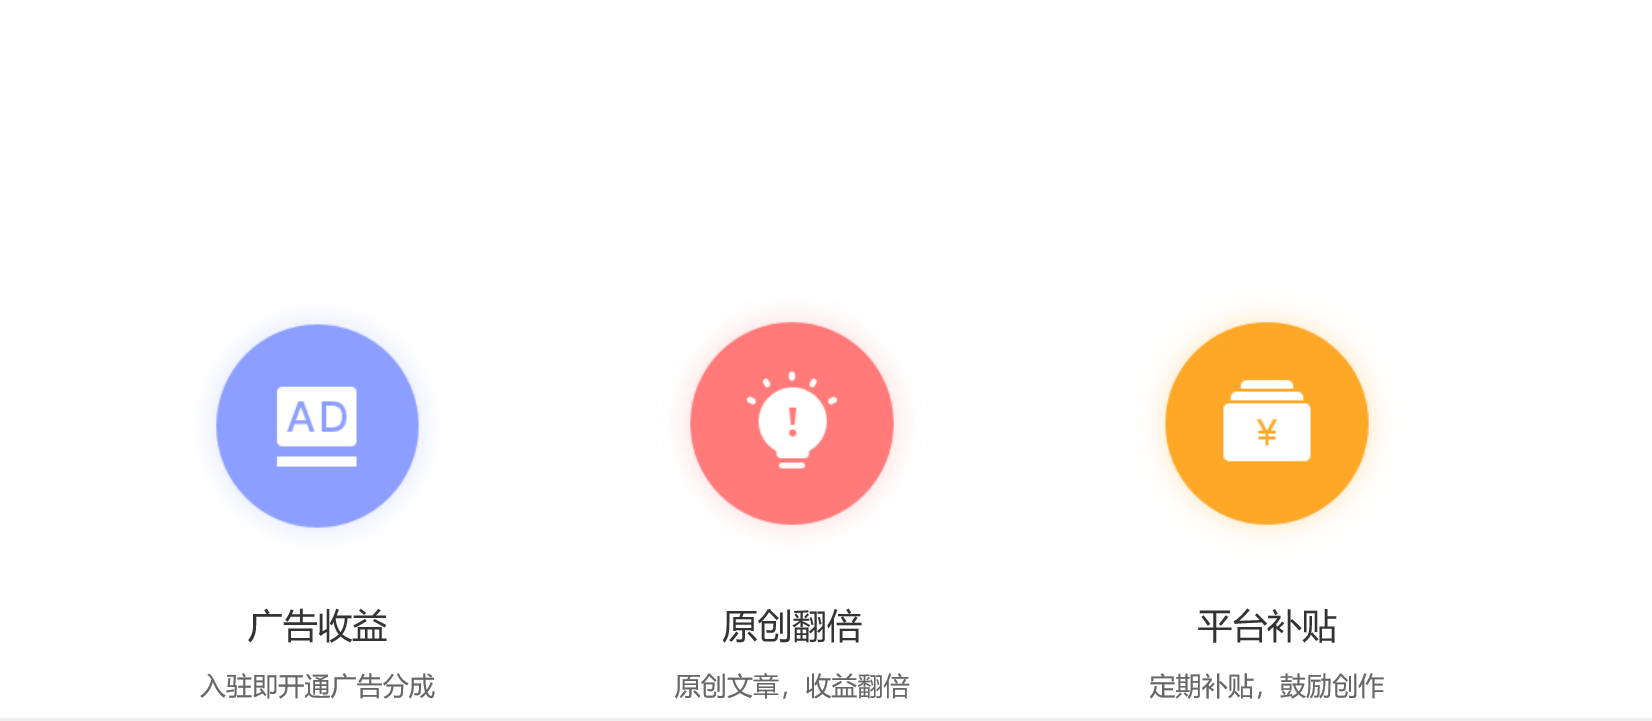 AD
!
¥
广告收益
原创翻倍
平台补贴
入驻即开通广告分成
原创文章，收益翻倍
定期补贴，鼓励创作